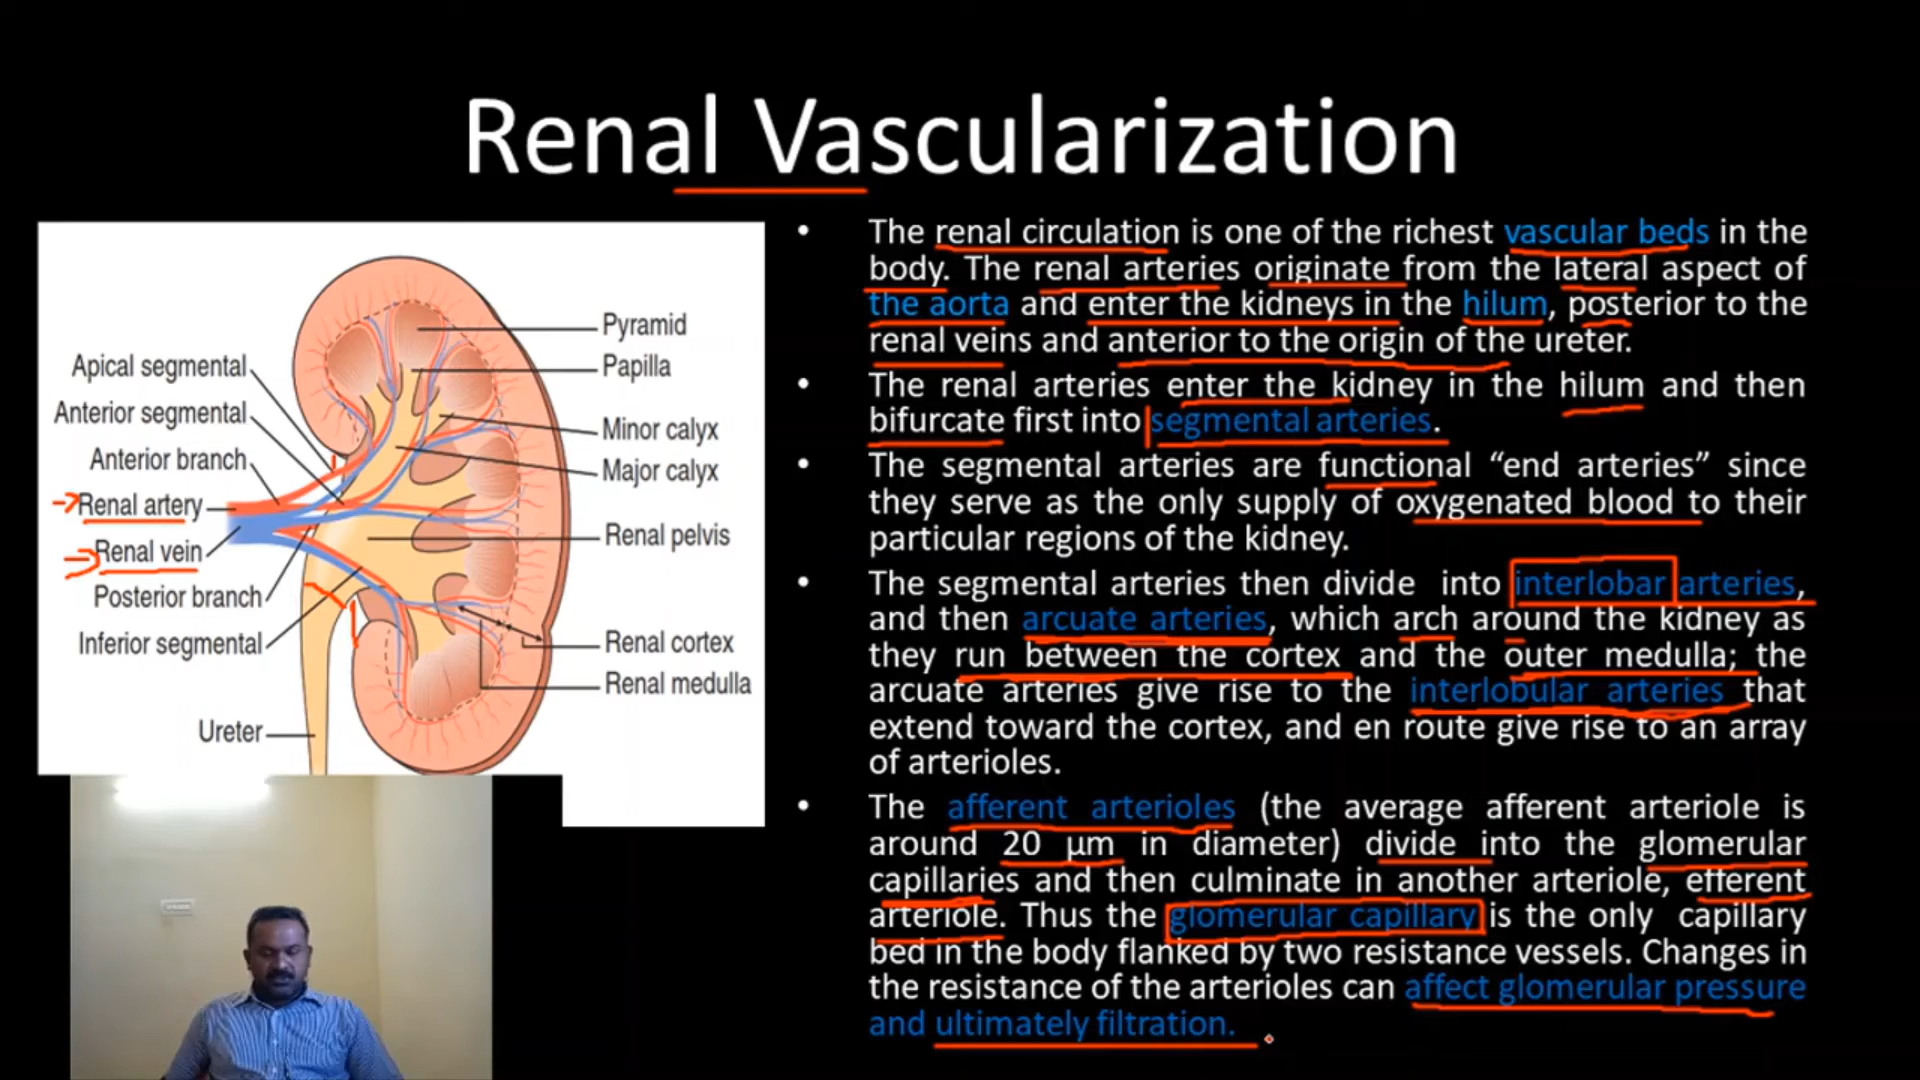 Renal Vascularization
Pyramid
Papilla
Apical segmental
Anterior segmental
Minor calyx
Anterior branch
Major calyx
Renal artery
Renal pelvis
Renal vein
Posterior branch
Inferior segmental
Renal cortex
Renal medulla
Ureter
• The renal circulation is one of the richest vascular beds in the
body. The renal arteries originate from the lateral aspect of
the aorta and enter the kidneys in the hilum, posterior to the
renal veins and anterior to the origin of the ureter.
• The renal arteries enter the kidney in the hilum and then
bifurcate first into segmental arteries.
• The segmental arteries are functional “end arteries” since
they serve as the only supply of oxygenated blood to their
particular regions of the kidney.
• The segmental arteries then divide into interlobar arteries,
and then arcuate arteries, which arch around the kidney as
they run between the cortex and the outer medulla; the
arcuate arteries give rise to the interlobular arteries that
extend toward the cortex, and en route give rise to an array
of arterioles.
• The afferent arterioles (the average afferent arteriole is
around 20 μm in diameter) divide into the glomerular
capillaries and then culminate in another arteriole, efferent
arteriole. Thus the glomerular capillary is the only capillary
bed in the body flanked by two resistance vessels. Changes in
the resistance of the arterioles can affect glomerular pressure
and ultimately filtration.